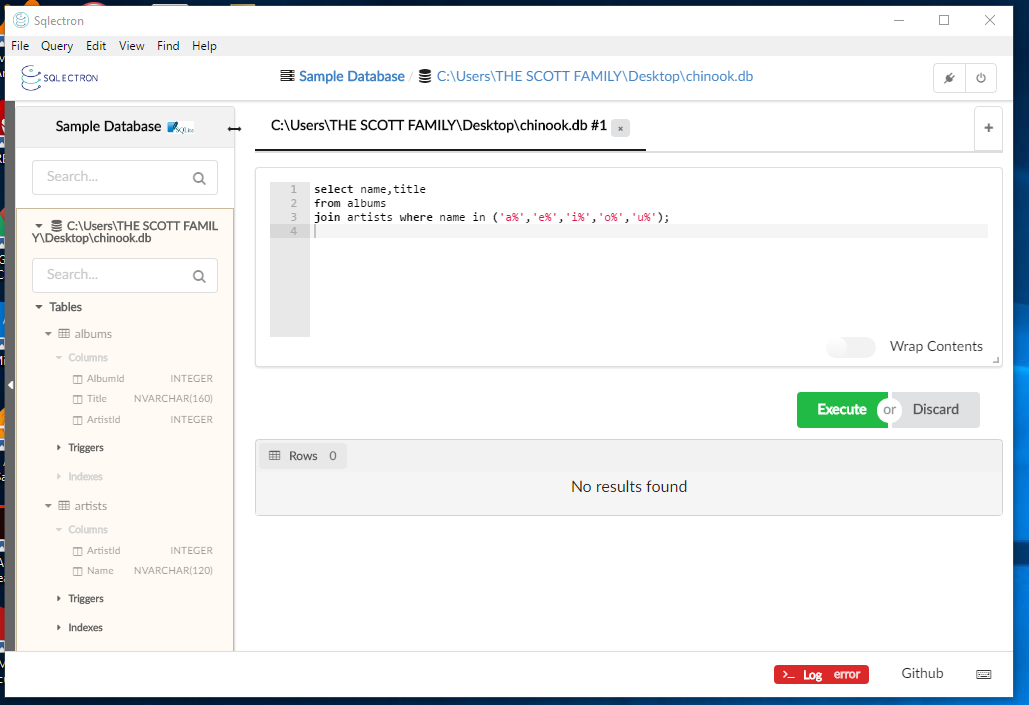 Sqlectron
File Query Edit View Find Help
SQLECTRON
Sample Database / C:\Users\THE SCOTT FAMILY\Desktop\chinook.db
Sample Database SQLite
C:\Users\THE SCOTT FAMILY\Desktop\chinook.db #1 ×
+
Search...
C:\Users\THE SCOTT FAMIL
Y\Desktop\chinook.db
Search...
Tables
albums
Columns
AlbumId INTEGER
Title NVARCHAR(160)
ArtistId INTEGER
Triggers
Indexes
artists
Columns
ArtistId INTEGER
Name NVARCHAR(120)
Triggers
Indexes
1 select name,title
2 from albums
3 join artists where name in ('a%','e%','i%','o%','u%');
4
Wrap Contents
Execute or Discard
Rows 0
No results found
>_ Log error Github